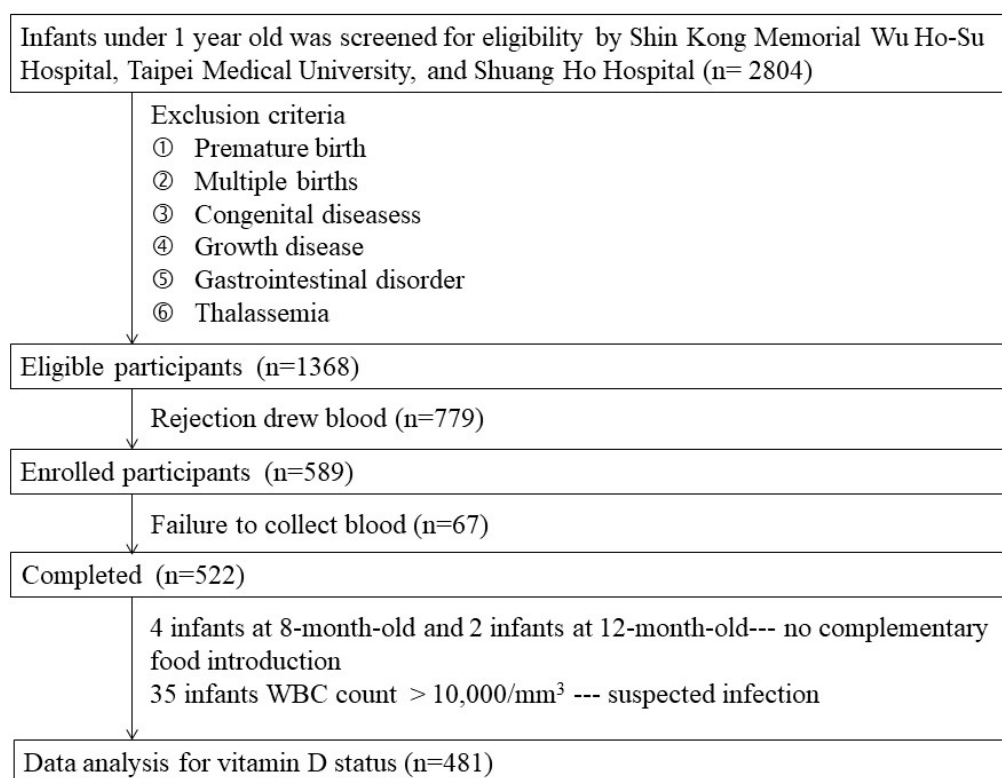 Infants under 1 year old was screened for eligibility by Shin Kong Memorial Wu Ho-Su
Hospital, Taipei Medical University, and Shuang Ho Hospital (n= 2804)
Exclusion criteria
① Premature birth
② Multiple births
③ Congenital diseasess
④ Growth disease
⑤ Gastrointestinal disorder
⑥ Thalassemia
Eligible participants (n=1368)
Rejection drew blood (n=779)
Enrolled participants (n=589)
Failure to collect blood (n=67)
Completed (n=522)
4 infants at 8-month-old and 2 infants at 12-month-old--- no complementary
food introduction
35 infants WBC count > 10,000/mm³ --- suspected infection
Data analysis for vitamin D status (n=481)